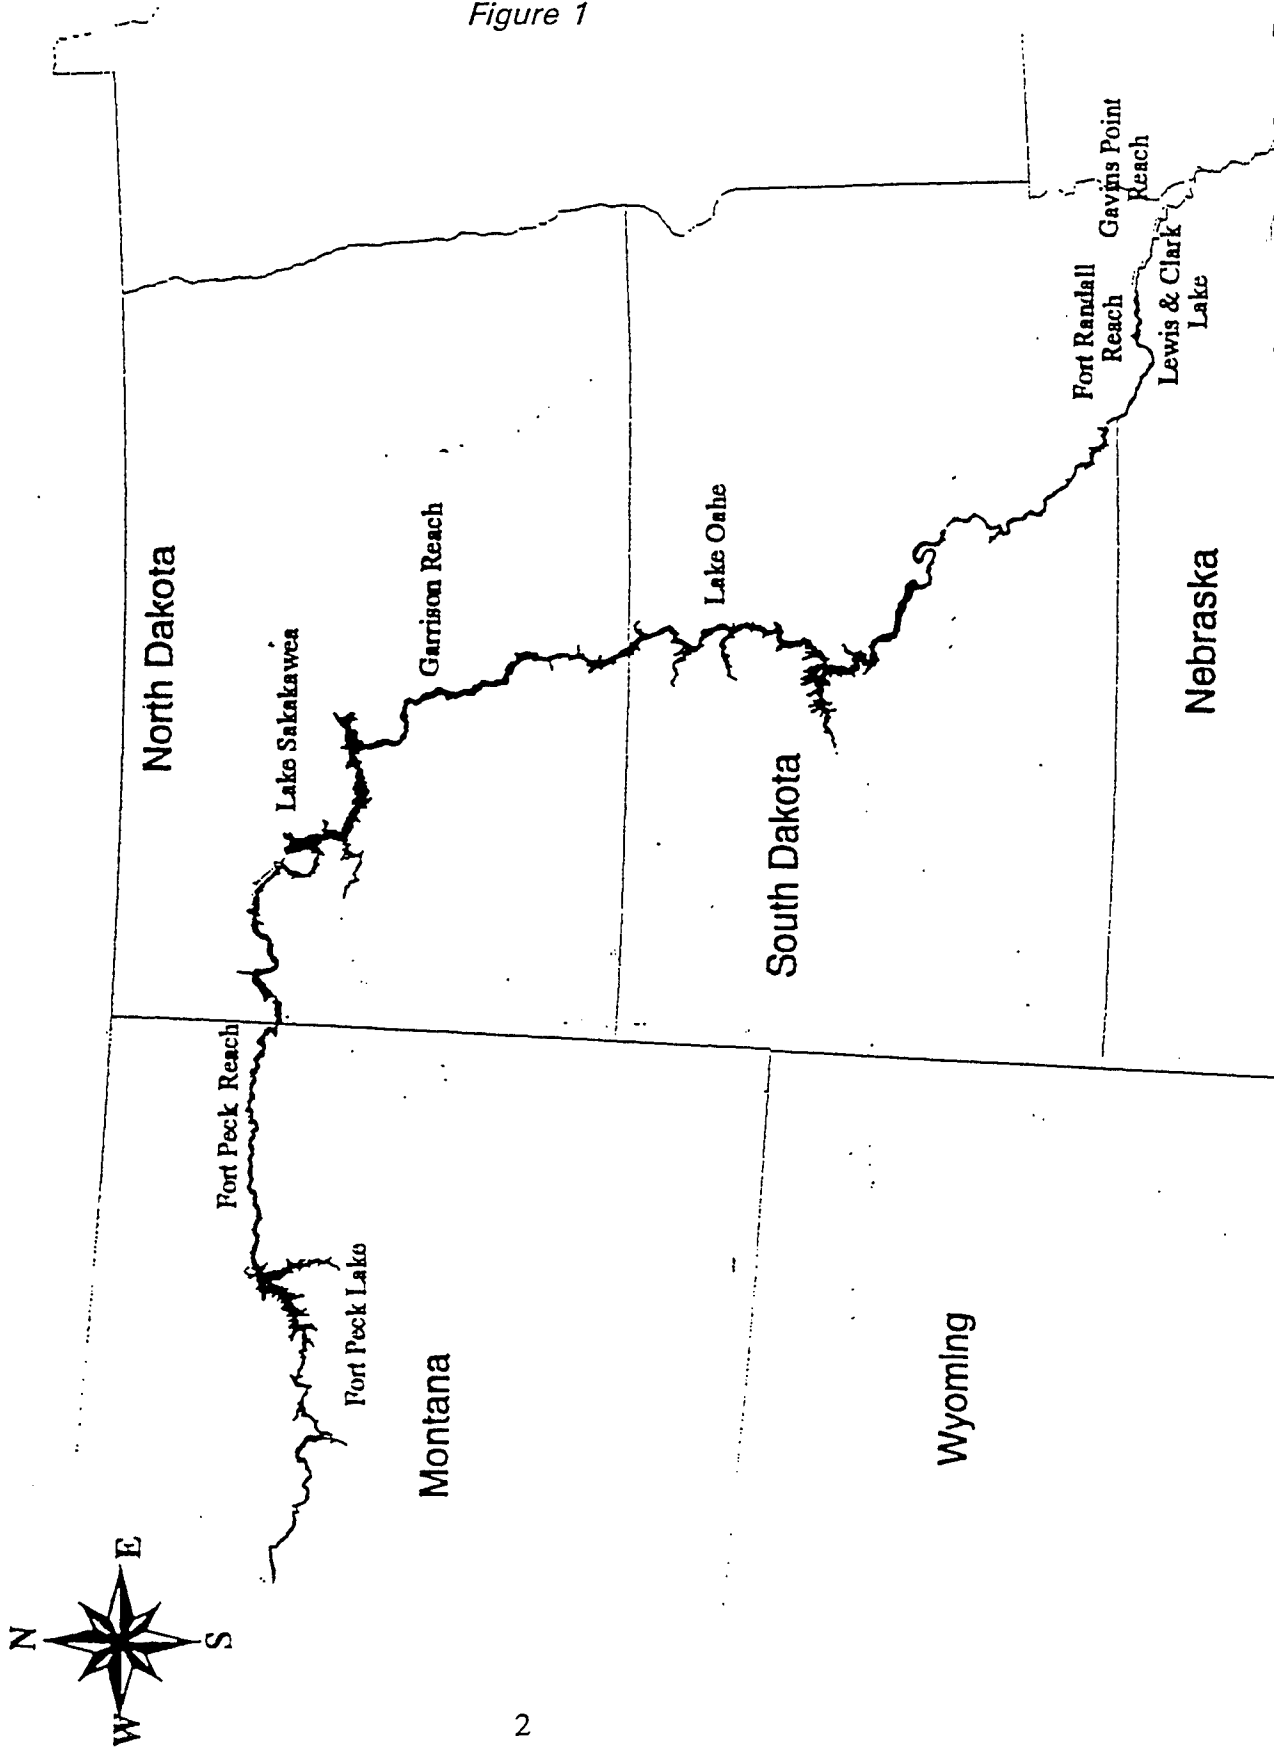 Figure 1
N
W
E
S
North Dakota
Lake Sakakawea
Garrison Reach
Fort Peck Reach
Fort Peck Lake
Montana
Lake Oahe
South Dakota
Wyoming
Fort Randall
Reach
Gavins Point
Reach
Lewis & Clark
Lake
Nebraska
2